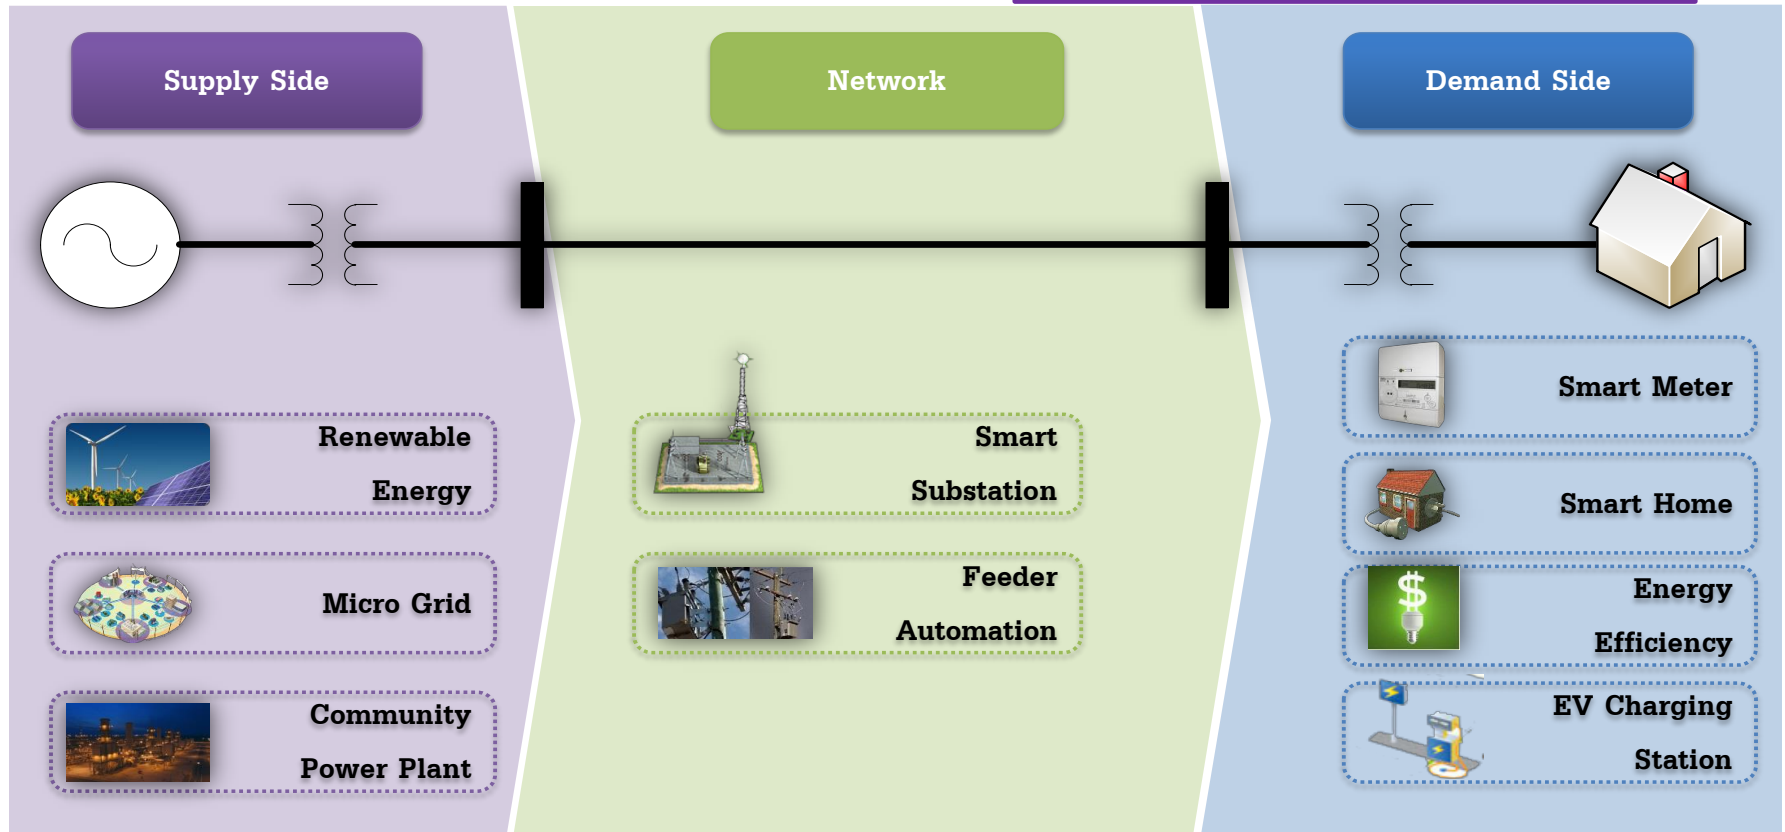 Supply Side
Network
Demand Side
Renewable
Energy
Micro Grid
Community
Power Plant
Smart
Substation
Feeder
Automation
Smart Meter
Smart Home
Energy
Efficiency
EV Charging
Station